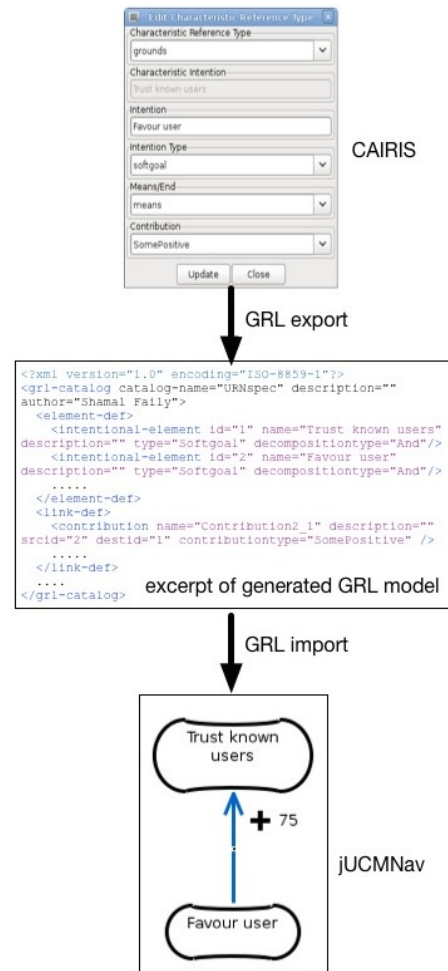 Edit Characteristic Reference Type
Characteristic Reference Type
grounds
Characteristic Intention
Trust known users
Intention
Favour user
Intention Type
softgoal
Means/End
means
Contribution
SomePositive
Update Close
CAIRIS
GRL export
<?xml version="1.0" encoding="ISO-8859-1"?>
<grl-catalog catalog-name="URNspec" description=""
author="Shamal Faily">
<element-def>
<intentional-element id="1" name="Trust known users"
description="" type="Softgoal" decompositiontype="And"/>
<intentional-element id="2" name="Favour user"
description="" type="Softgoal" decompositiontype="And"/>
.....
</element-def>
<link-def>
<contribution name="Contribution2_1" description=""
srcid="2" destid="1" contributiontype="SomePositive" />
.....
</link-def>
....
</grl-catalog>
excerpt of generated GRL model
GRL import
Trust known
users
+ 75
jUCMNav
Favour user